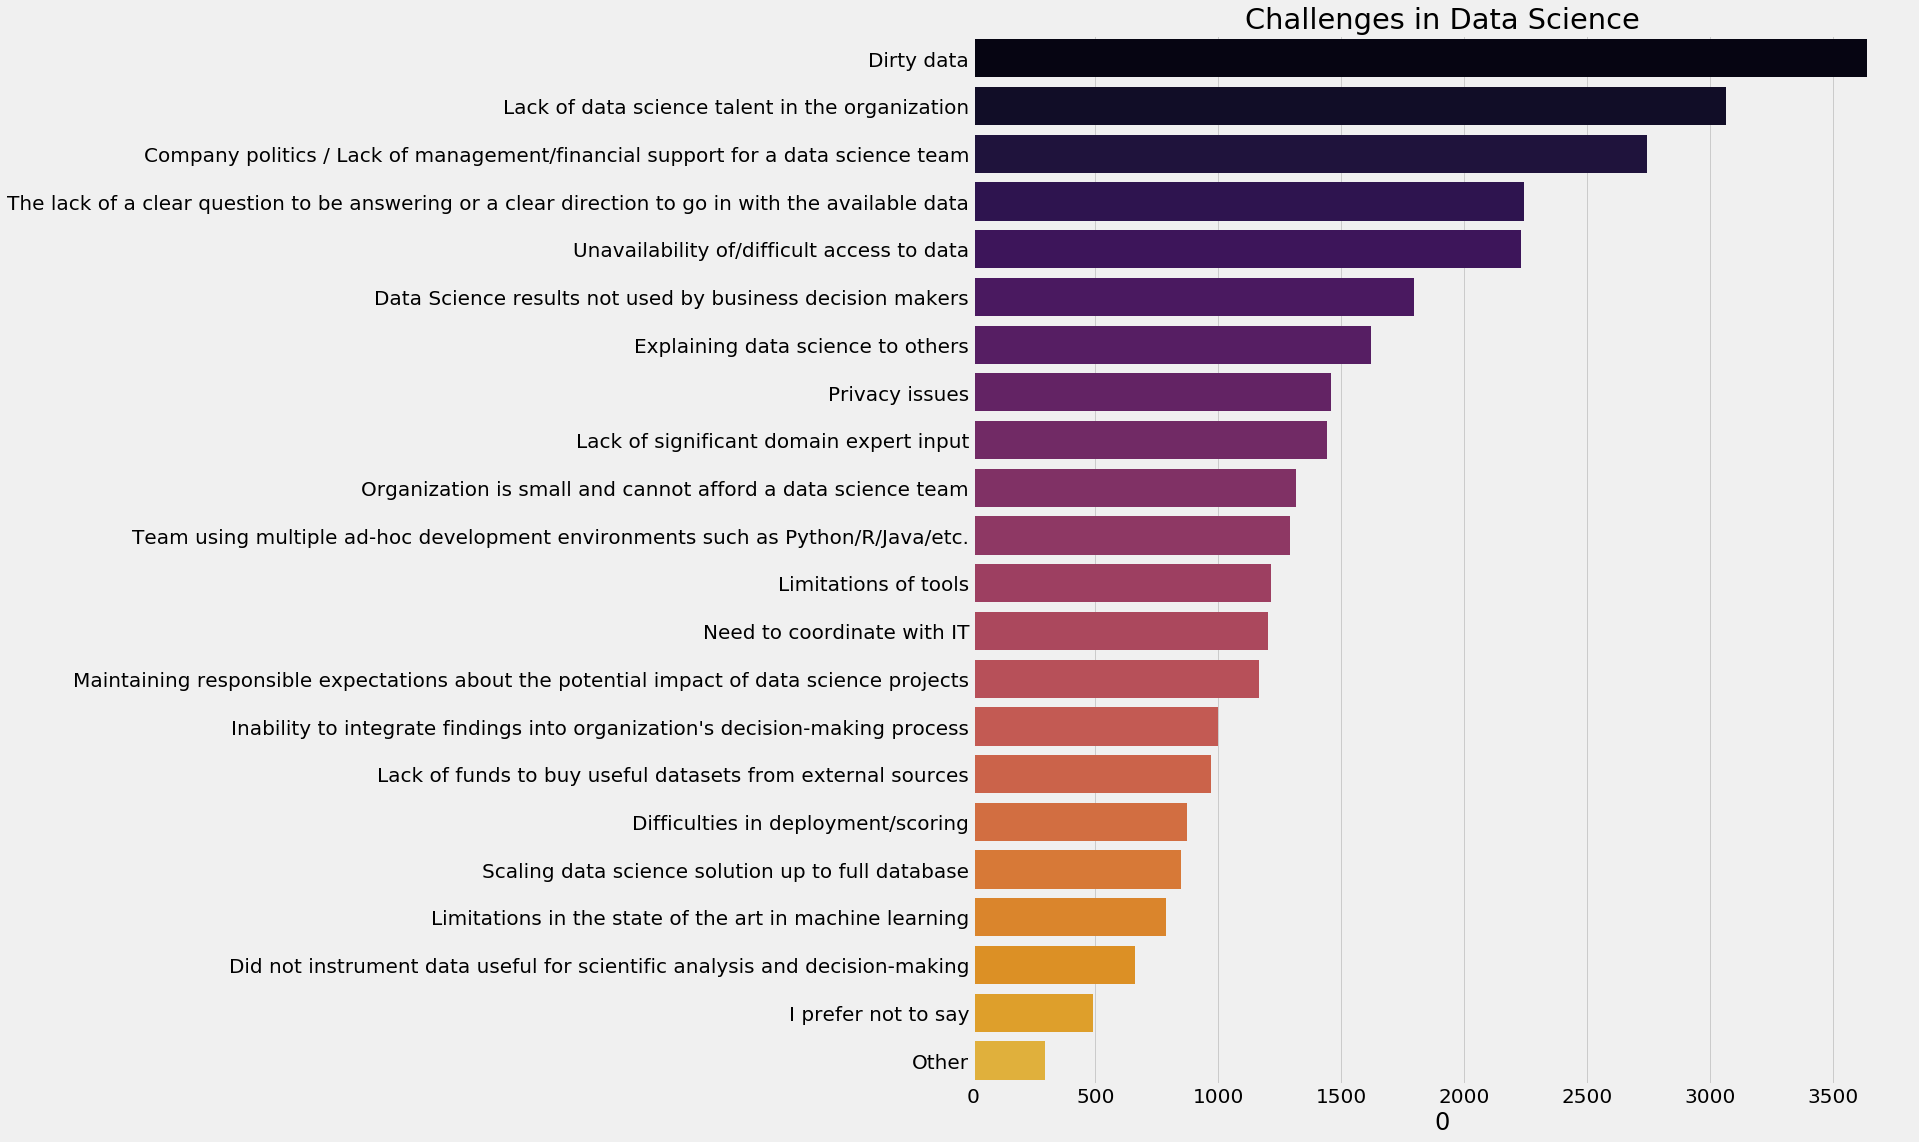 Challenges in Data Science
Dirty data
Lack of data science talent in the organization
Company politics / Lack of management/financial support for a data science team
The lack of a clear question to be answering or a clear direction to go in with the available data
Unavailability of/difficult access to data
Data Science results not used by business decision makers
Explaining data science to others
Privacy issues
Lack of significant domain expert input
Organization is small and cannot afford a data science team
Team using multiple ad-hoc development environments such as Python/R/Java/etc.
Limitations of tools
Need to coordinate with IT
Maintaining responsible expectations about the potential impact of data science projects
Inability to integrate findings into organization's decision-making process
Lack of funds to buy useful datasets from external sources
Difficulties in deployment/scoring
Scaling data science solution up to full database
Limitations in the state of the art in machine learning
Did not instrument data useful for scientific analysis and decision-making
I prefer not to say
Other
0 500 1000 1500 2000 2500 3000 3500
0